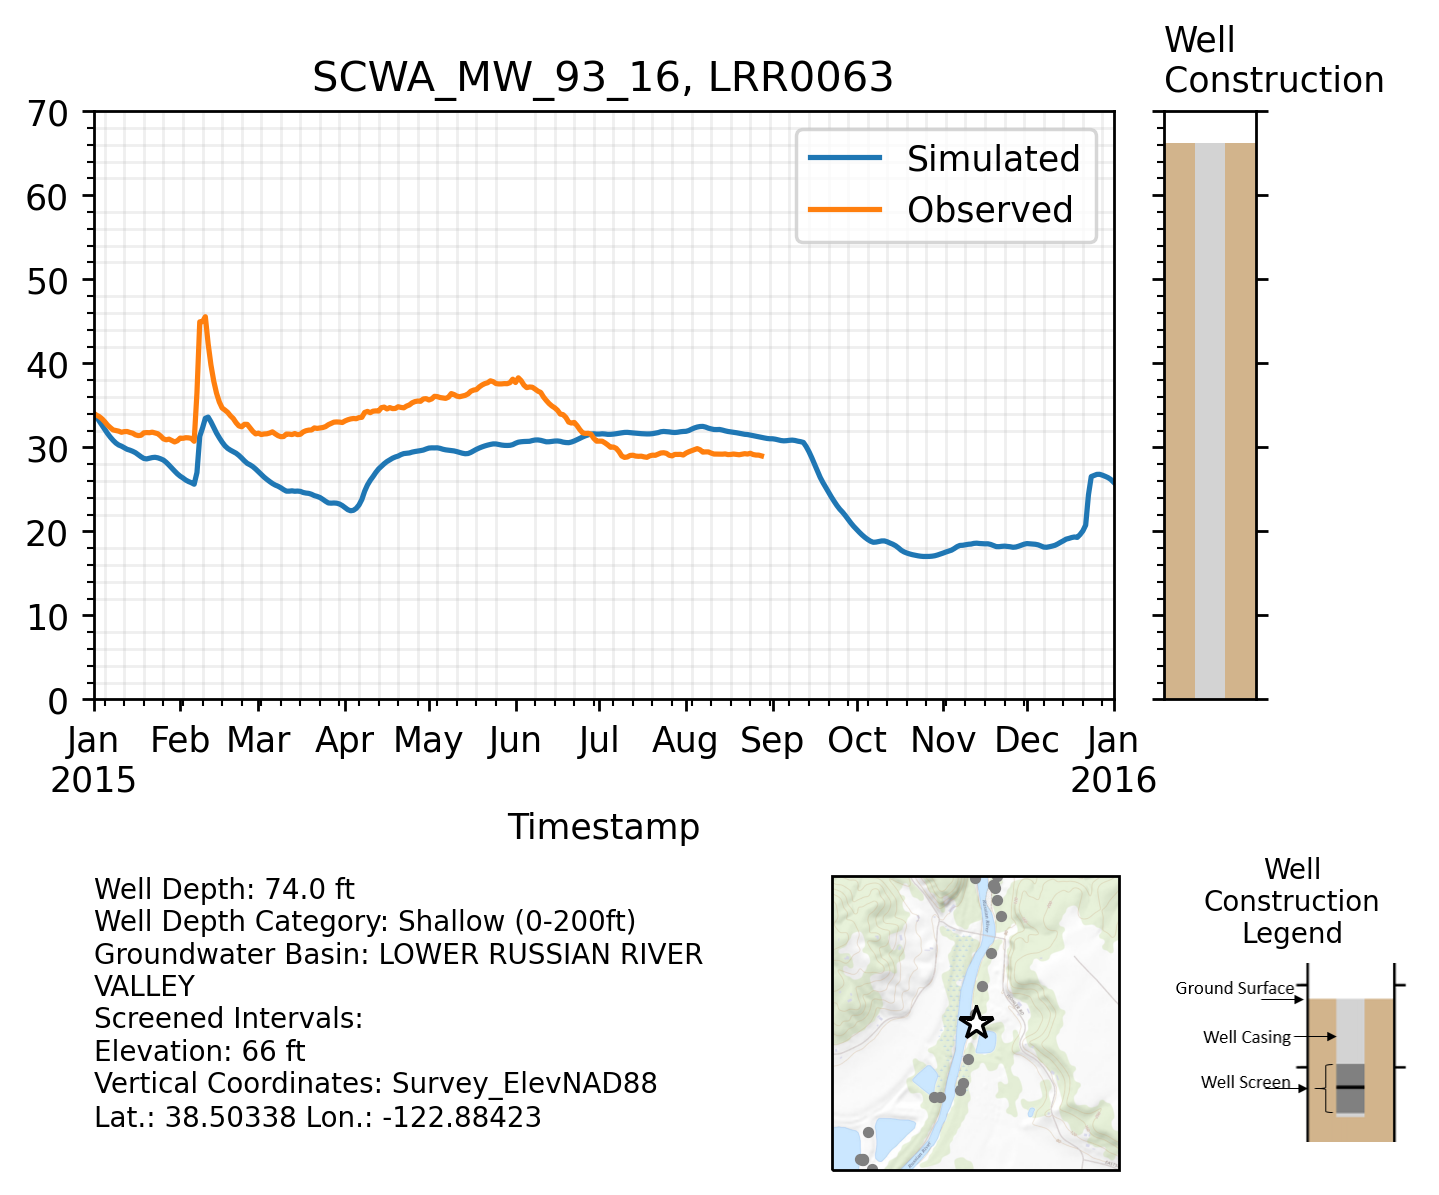 Well
Construction
SCWA_MW_93_16, LRR0063
70
60
50
40
30
20
10
0
Simulated
Observed
Jan Feb Mar Apr May Jun Jul Aug Sep Oct Nov Dec Jan
2015 2016
Timestamp
Well Depth: 74.0 ft
Well Depth Category: Shallow (0-200ft)
Groundwater Basin: LOWER RUSSIAN RIVER
VALLEY
Screened Intervals:
Elevation: 66 ft
Vertical Coordinates: Survey_ElevNAD88
Lat.: 38.50338 Lon.: -122.88423
Well
Construction
Legend
Ground Surface
Well Casing
Well Screen